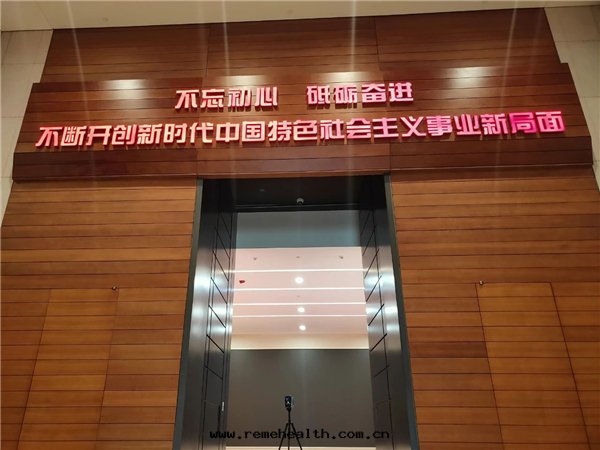 不忘初心 砥砺奋进
不断开创新时代中国特色社会主义事业新局面
www.remehealth.com.cn